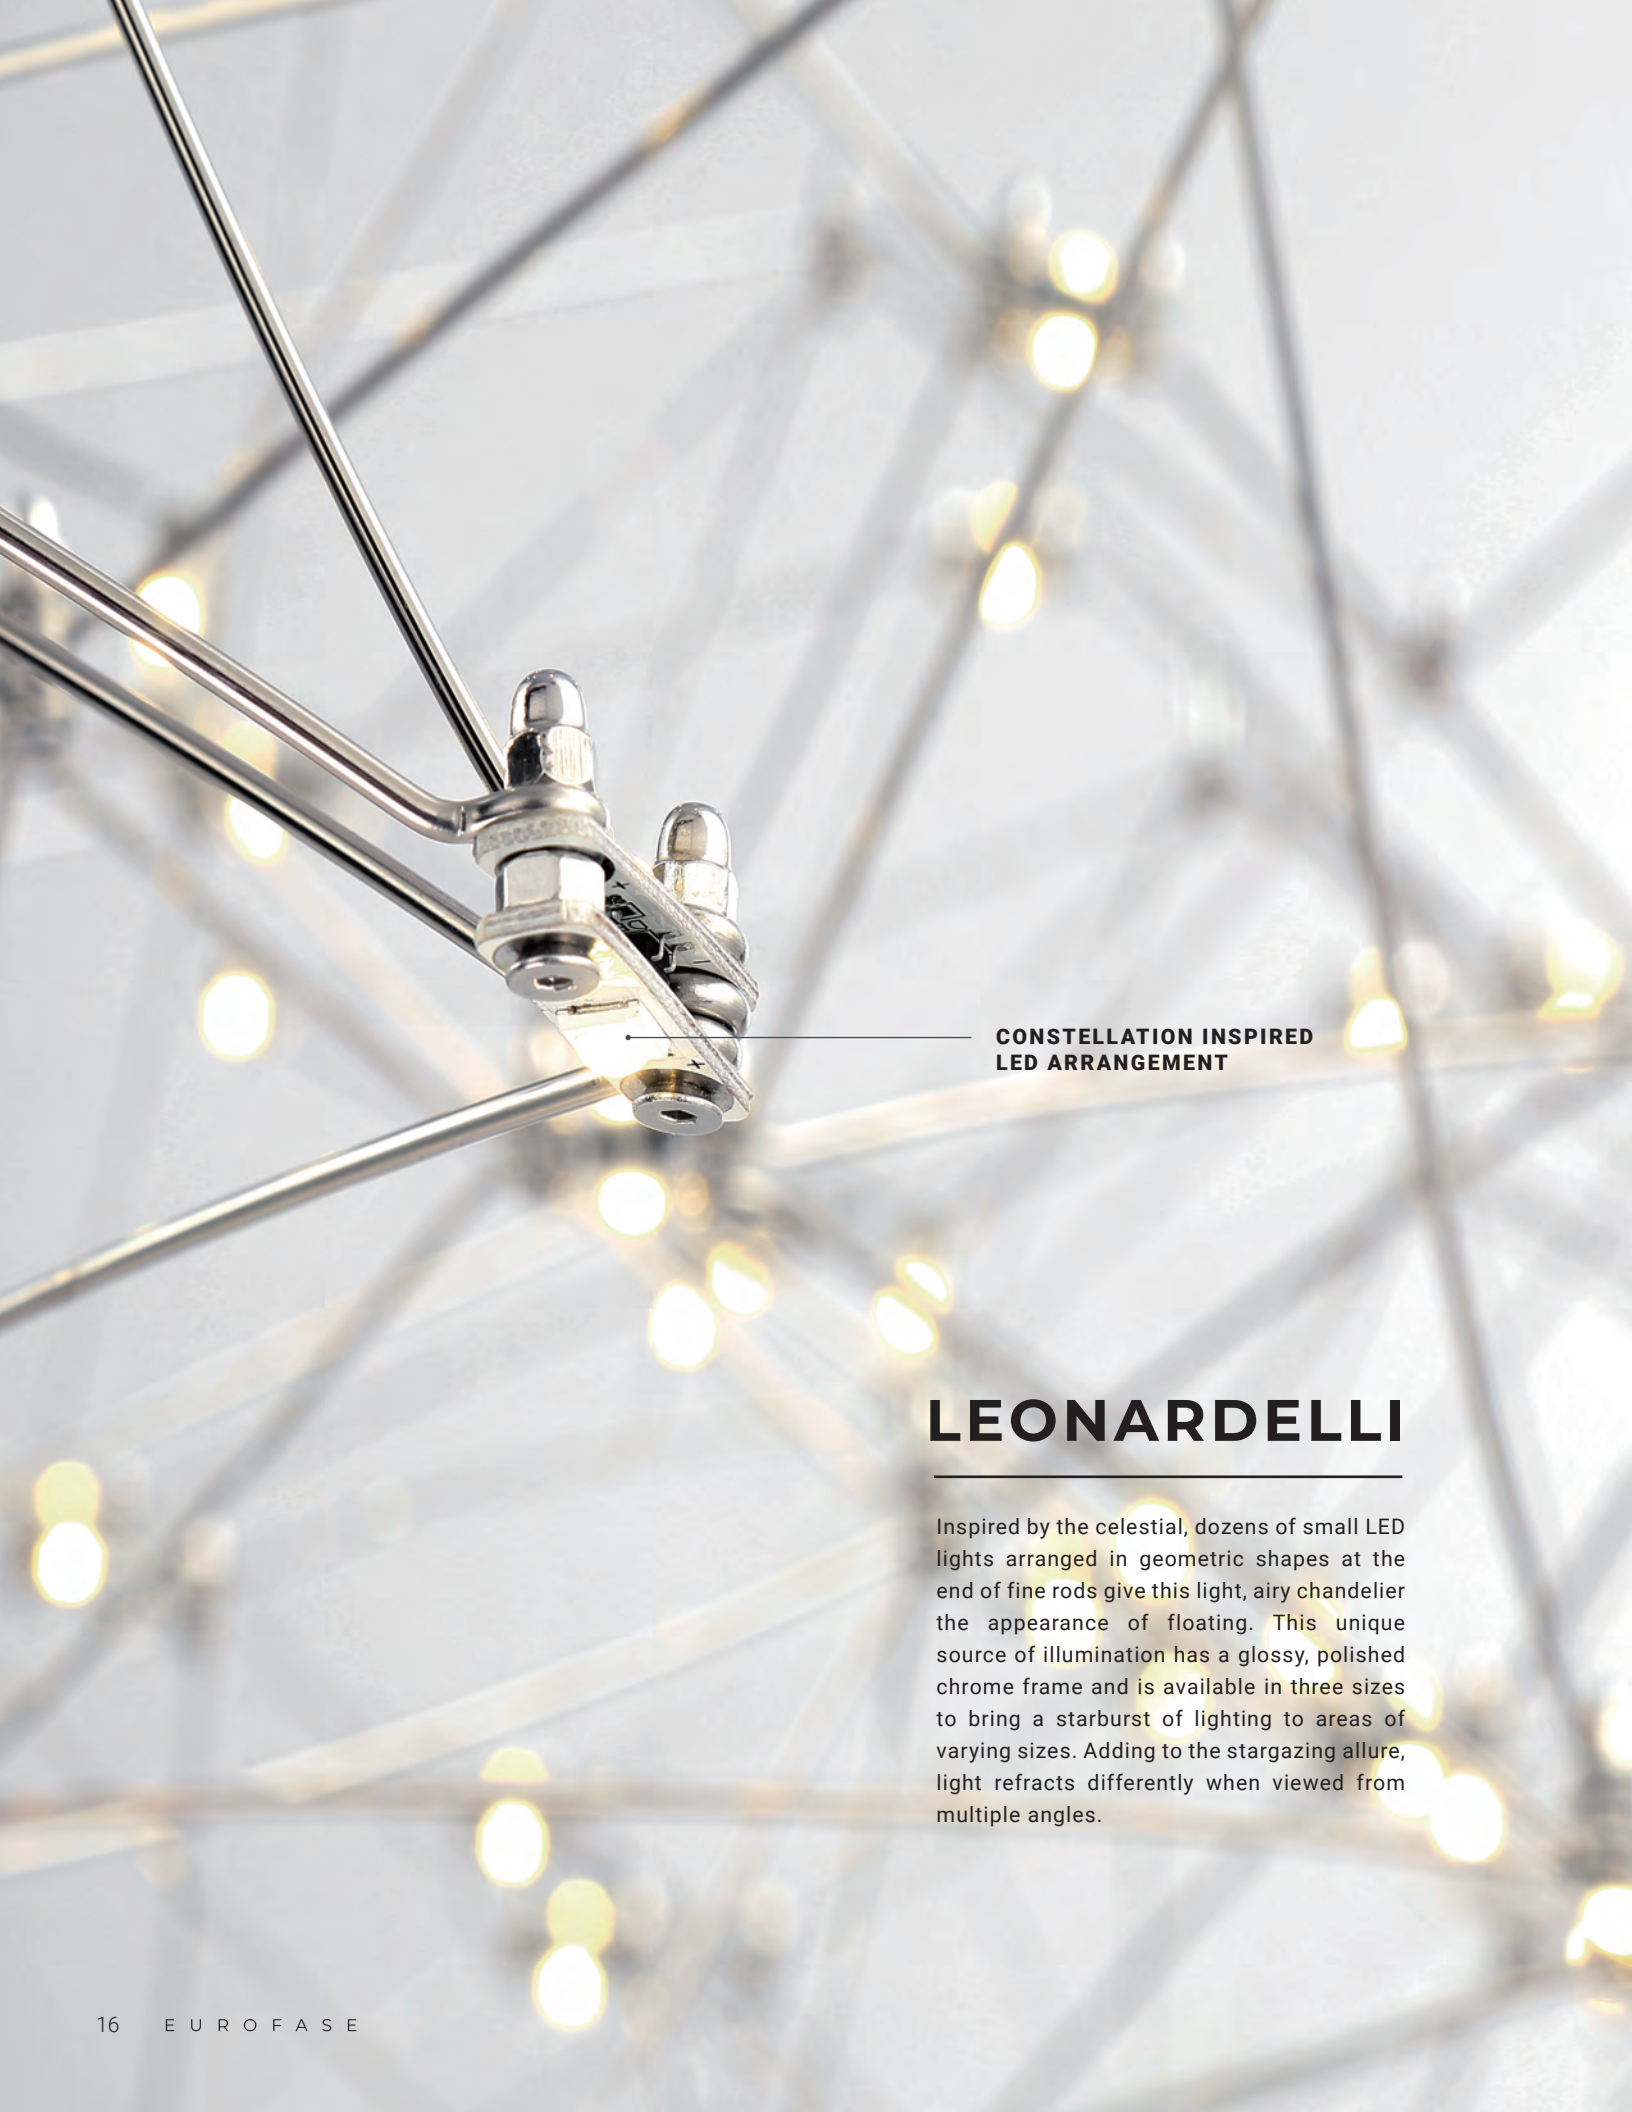 CONSTELLATION INSPIRED
LED ARRANGEMENT
LEONARDELLI
Inspired by the celestial, dozens of small LED
lights arranged in geometric shapes at the
end of fine rods give this light, airy chandelier
the appearance of floating. This unique
source of illumination has a glossy, polished
chrome frame and is available in three sizes
to bring a starburst of lighting to areas of
varying sizes. Adding to the stargazing allure,
light refracts differently when viewed from
multiple angles.
16 EUROFASE